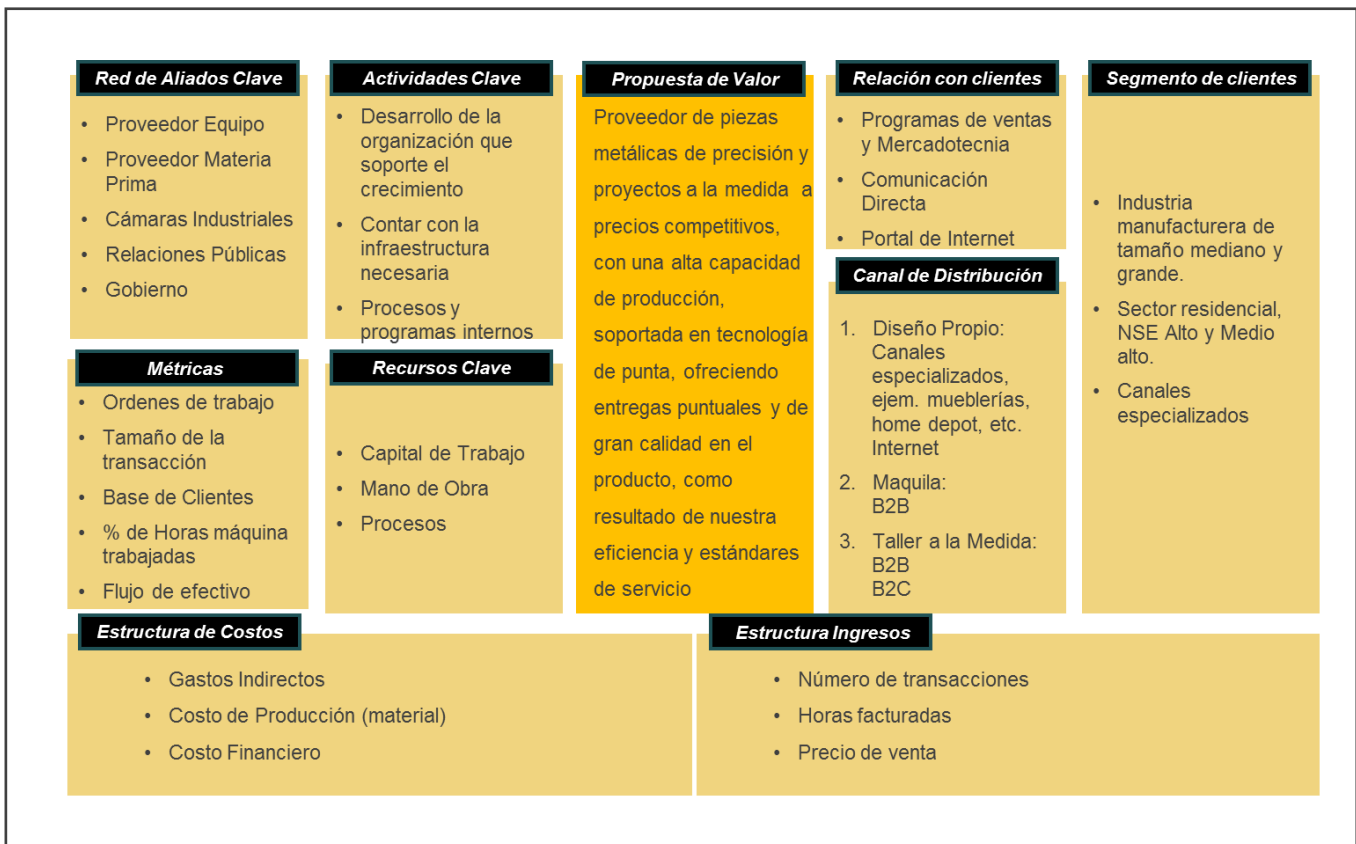 Red de Aliados Clave
• Proveedor Equipo
• Proveedor Materia
Prima
• Cámaras Industriales
• Relaciones Públicas
• Gobierno
Métricas
• Ordenes de trabajo
• Tamaño de la
transacción
• Base de Clientes
• % de Horas máquina
trabajadas
• Flujo de efectivo
Actividades Clave
• Desarrollo de la
organización que
soporte el
crecimiento
• Contar con la
infraestructura
necesaria
• Procesos y
programas internos
Recursos Clave
• Capital de Trabajo
• Mano de Obra
• Procesos
Propuesta de Valor
Proveedor de piezas
metálicas de precisión y
proyectos a la medida a
precios competitivos,
con una alta capacidad
de producción,
soportada en tecnología
de punta, ofreciendo
entregas puntuales y de
gran calidad en el
producto, como
resultado de nuestra
eficiencia y estándares
de servicio
Relación con clientes
• Programas de ventas
y Mercadotecnia
• Comunicación
Directa
• Portal de Internet
Canal de Distribución
1. Diseño Propio:
Canales
especializados,
ejem. mueblerías,
home depot, etc.
Internet
2. Maquila:
B2B
3. Taller a la Medida:
B2B
B2C
Segmento de clientes
• Industria
manufacturera de
tamaño mediano y
grande.
• Sector residencial,
NSE Alto y Medio
alto.
• Canales
especializados
Estructura de Costos
• Gastos Indirectos
• Costo de Producción (material)
• Costo Financiero
Estructura Ingresos
• Número de transacciones
• Horas facturadas
• Precio de venta